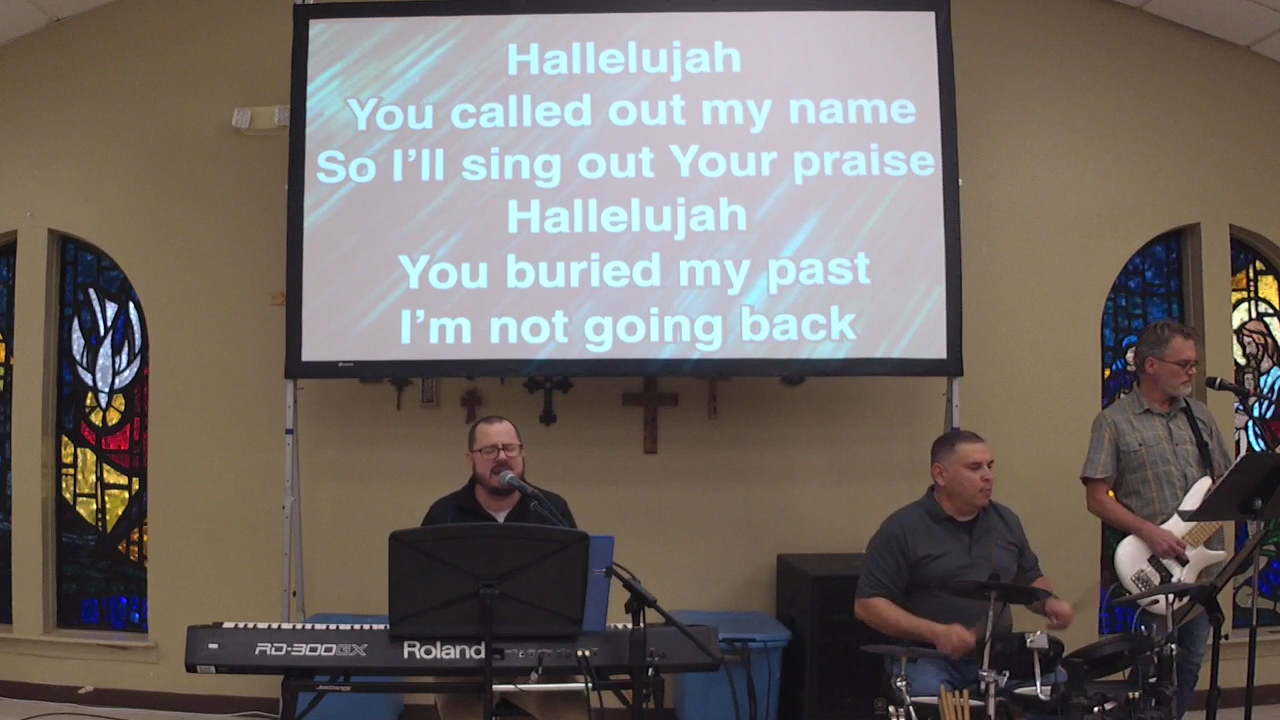 Hallelujah
You called out my name
So I'll sing out Your praise
Hallelujah
You buried my past
I'm not going back
RD-300GX
Roland